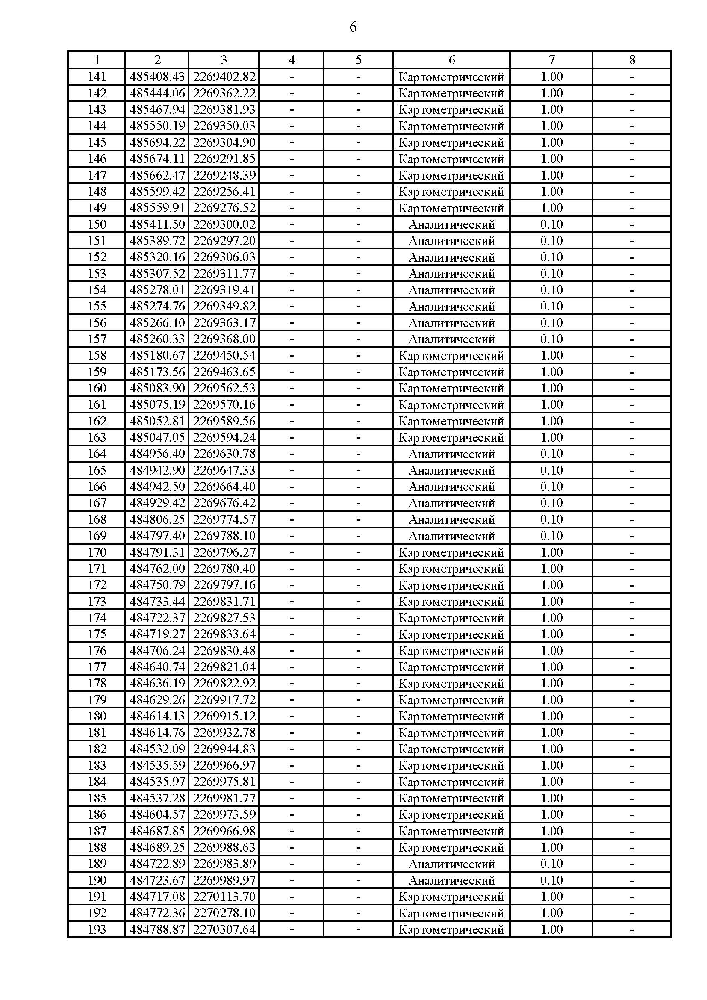 6
1 2 3 4 5 6 7 8
141 485408.43 2269402.82 - - Картометрический 1.00 -
142 485444.06 2269362.22 - - Картометрический 1.00 -
143 485467.94 2269381.93 - - Картометрический 1.00 -
144 485550.19 2269350.03 - - Картометрический 1.00 -
145 485694.22 2269304.90 - - Картометрический 1.00 -
146 485674.11 2269291.85 - - Картометрический 1.00 -
147 485662.47 2269248.39 - - Картометрический 1.00 -
148 485599.42 2269256.41 - - Картометрический 1.00 -
149 485559.91 2269276.52 - - Картометрический 1.00 -
150 485411.50 2269300.02 - - Аналитический 0.10 -
151 485389.72 2269297.20 - - Аналитический 0.10 -
152 485320.16 2269306.03 - - Аналитический 0.10 -
153 485307.52 2269311.77 - - Аналитический 0.10 -
154 485278.01 2269319.41 - - Аналитический 0.10 -
155 485274.76 2269349.82 - - Аналитический 0.10 -
156 485266.10 2269363.17 - - Аналитический 0.10 -
157 485260.33 2269368.00 - - Аналитический 0.10 -
158 485180.67 2269450.54 - - Картометрический 1.00 -
159 485173.56 2269463.65 - - Картометрический 1.00 -
160 485083.90 2269562.53 - - Картометрический 1.00 -
161 485075.19 2269570.16 - - Картометрический 1.00 -
162 485052.81 2269589.56 - - Картометрический 1.00 -
163 485047.05 2269594.24 - - Картометрический 1.00 -
164 484956.40 2269630.78 - - Аналитический 0.10 -
165 484942.90 2269647.33 - - Аналитический 0.10 -
166 484942.50 2269664.40 - - Аналитический 0.10 -
167 484929.42 2269676.42 - - Аналитический 0.10 -
168 484806.25 2269774.57 - - Аналитический 0.10 -
169 484797.40 2269788.10 - - Аналитический 0.10 -
170 484791.31 2269796.27 - - Картометрический 1.00 -
171 484762.00 2269780.40 - - Картометрический 1.00 -
172 484750.79 2269797.16 - - Картометрический 1.00 -
173 484733.44 2269831.71 - - Картометрический 1.00 -
174 484722.37 2269827.53 - - Картометрический 1.00 -
175 484719.27 2269833.64 - - Картометрический 1.00 -
176 484706.24 2269830.48 - - Картометрический 1.00 -
177 484640.74 2269821.04 - - Картометрический 1.00 -
178 484636.19 2269822.92 - - Картометрический 1.00 -
179 484629.26 2269917.72 - - Картометрический 1.00 -
180 484614.13 2269915.12 - - Картометрический 1.00 -
181 484614.76 2269932.78 - - Картометрический 1.00 -
182 484532.09 2269944.83 - - Картометрический 1.00 -
183 484535.59 2269966.97 - - Картометрический 1.00 -
184 484535.97 2269975.81 - - Картометрический 1.00 -
185 484537.28 2269981.77 - - Картометрический 1.00 -
186 484604.57 2269973.59 - - Картометрический 1.00 -
187 484687.85 2269966.98 - - Картометрический 1.00 -
188 484689.25 2269988.63 - - Картометрический 1.00 -
189 484722.89 2269983.89 - - Аналитический 0.10 -
190 484723.67 2269989.97 - - Аналитический 0.10 -
191 484717.08 2270113.70 - - Картометрический 1.00 -
192 484772.36 2270278.10 - - Картометрический 1.00 -
193 484788.87 2270307.64 - - Картометрический 1.00 -